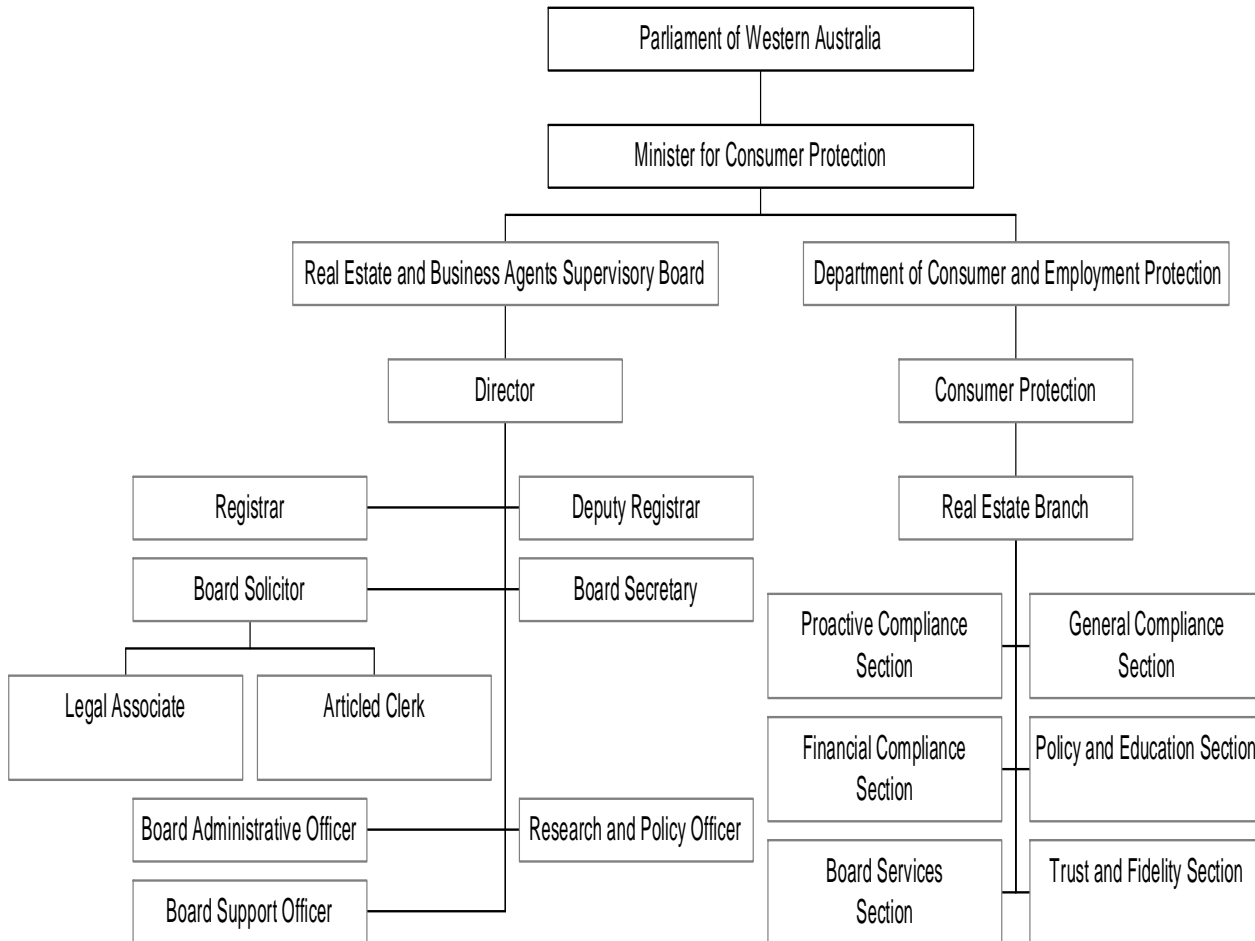 Parliament of Western Australia
Minister for Consumer Protection
Real Estate and Business Agents Supervisory Board
Department of Consumer and Employment Protection
Director
Consumer Protection
Registrar
Deputy Registrar
Real Estate Branch
Board Solicitor
Board Secretary
Proactive Compliance
Section
General Compliance
Section
Legal Associate
Articled Clerk
Financial Compliance
Section
Policy and Education Section
Board Administrative Officer
Research and Policy Officer
Board Services
Section
Trust and Fidelity Section
Board Support Officer